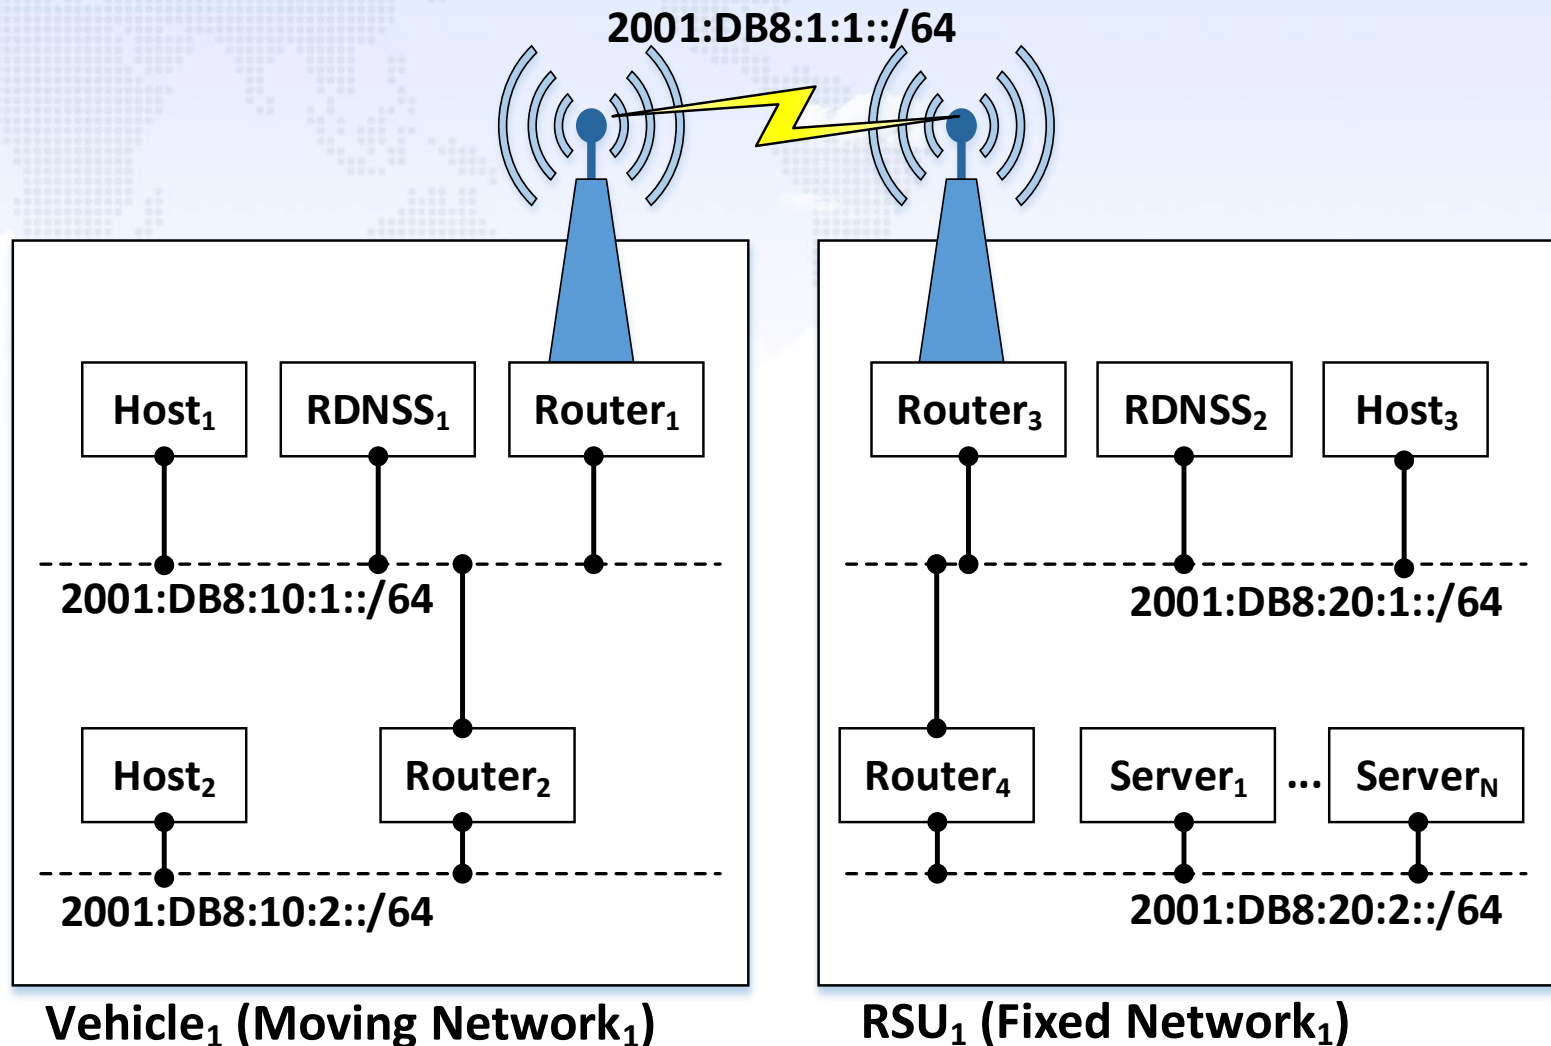 2001:DB8:1:1::/64
Host₁ RDNSS₁ Router₁
2001:DB8:10:1::/64
Host₂ Router₂
2001:DB8:10:2::/64
Vehicle₁ (Moving Network₁)
Router₃ RDNSS₂ Host₃
2001:DB8:20:1::/64
Router₄ Server₁ ... Server_N
2001:DB8:20:2::/64
RSU₁ (Fixed Network₁)